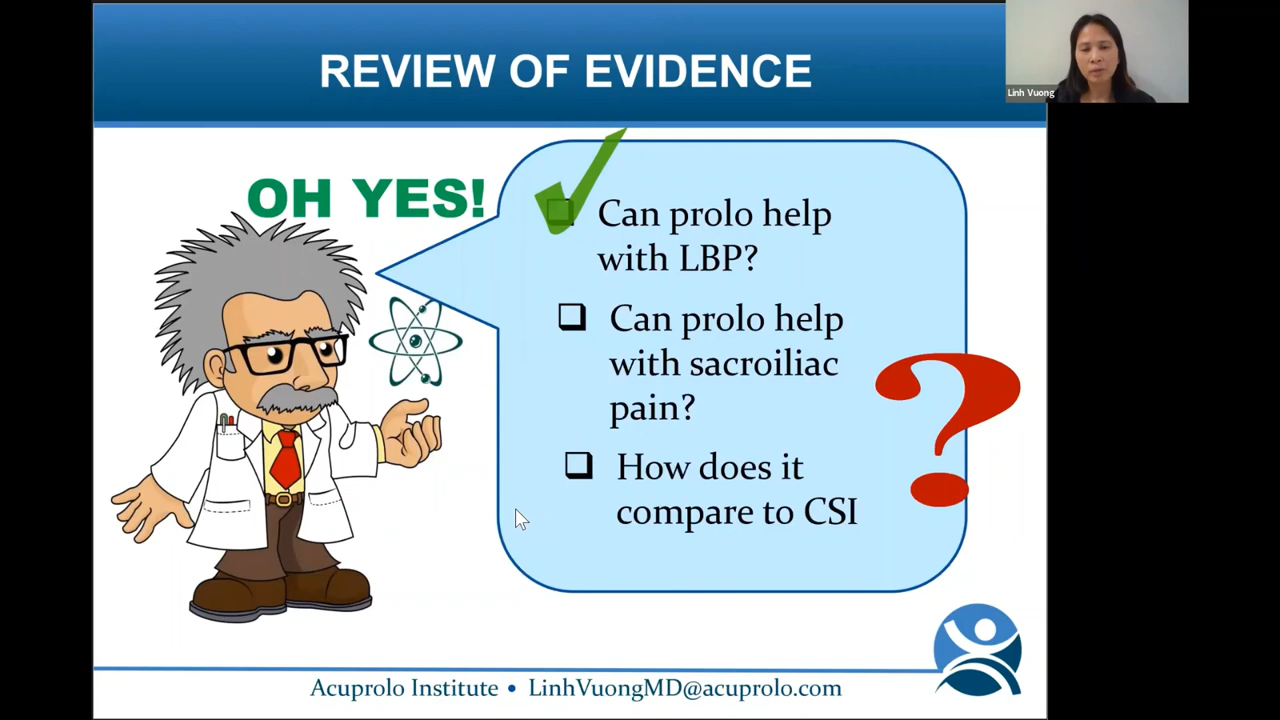 REVIEW OF EVIDENCE
Linh Vuong
OH YES!
Can prolo help
with LBP?
Can prolo help
with sacroiliac
pain?
How does it
compare to CSI
?
Acuprolo Institute • LinhVuongMD@acuprolo.com